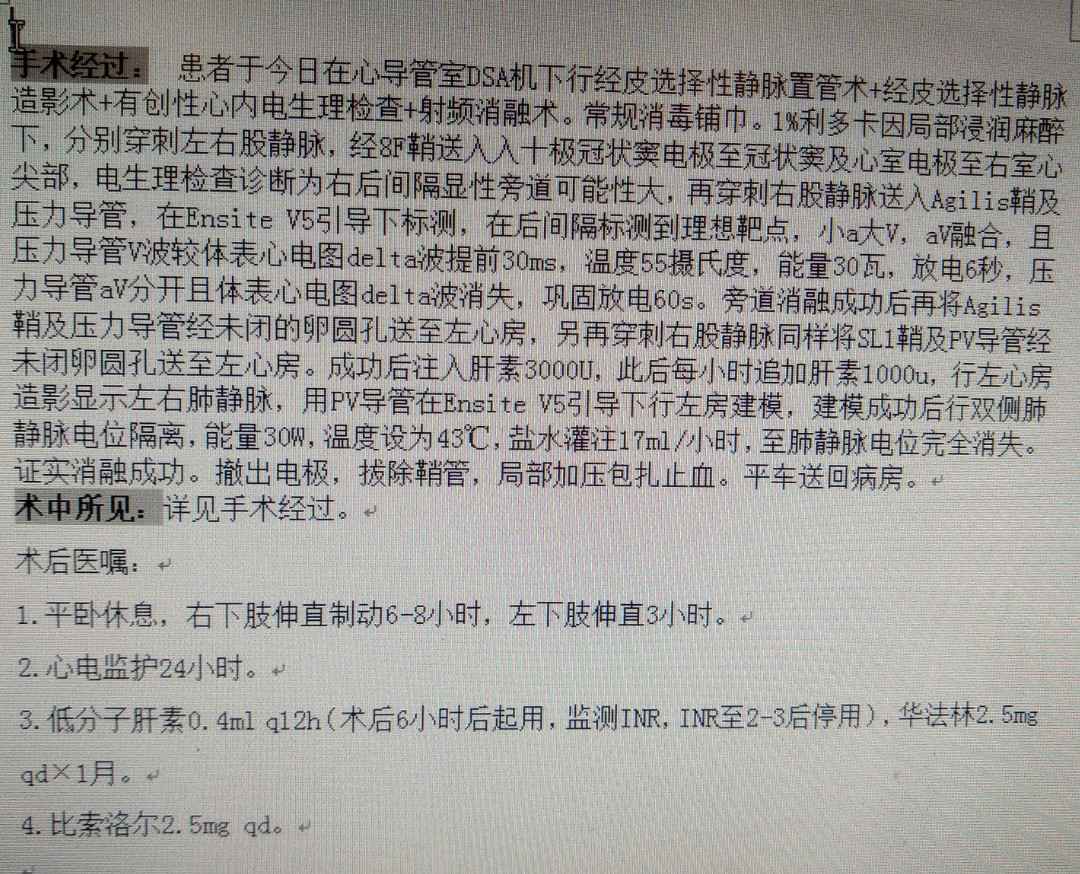 手术经过： 患者于今日在心导管室DSA机下行经皮选择性静脉置管术+经皮选择性静脉
造影术+有创性心内电生理检查+射频消融术。常规消毒铺巾。1%利多卡因局部浸润麻醉
下，分别穿刺左右股静脉，经8F鞘送入入十极冠状窦电极至冠状窦及心室电极至右室心
尖部，电生理检查诊断为右后间隔显性旁道可能性大，再穿刺右股静脉送入Agilis鞘及
压力导管，在Ensite V5引导下标测，在后间隔标测到理想靶点，小a大V，aV融合，且
压力导管V波较体表心电图delta波提前30ms，温度55摄氏度，能量30瓦，放电6秒，压
力导管aV分开且体表心电图delta波消失，巩固放电60s。旁道消融成功后再将Agilis
鞘及压力导管经未闭的卵圆孔送至左心房，另再穿刺右股静脉同样将SL1鞘及PV导管经
未闭卵圆孔送至左心房。成功后注入肝素3000U，此后每小时追加肝素1000u，行左心房
造影显示左右肺静脉，用PV导管在Ensite V5引导下行左房建模，建模成功后行双侧肺
静脉电位隔离，能量30W，温度设为43℃，盐水灌注17ml/小时，至肺静脉电位完全消失。
证实消融成功。撤出电极，拔除鞘管，局部加压包扎止血。平车送回病房。
术中所见：详见手术经过。
术后医嘱：
1.平卧休息，右下肢伸直制动6-8小时，左下肢伸直3小时。
2.心电监护24小时。
3.低分子肝素0.4ml q12h（术后6小时后起用，监测INR，INR至2-3后停用），华法林2.5mg
qd×1月。
4.比索洛尔2.5mg qd。